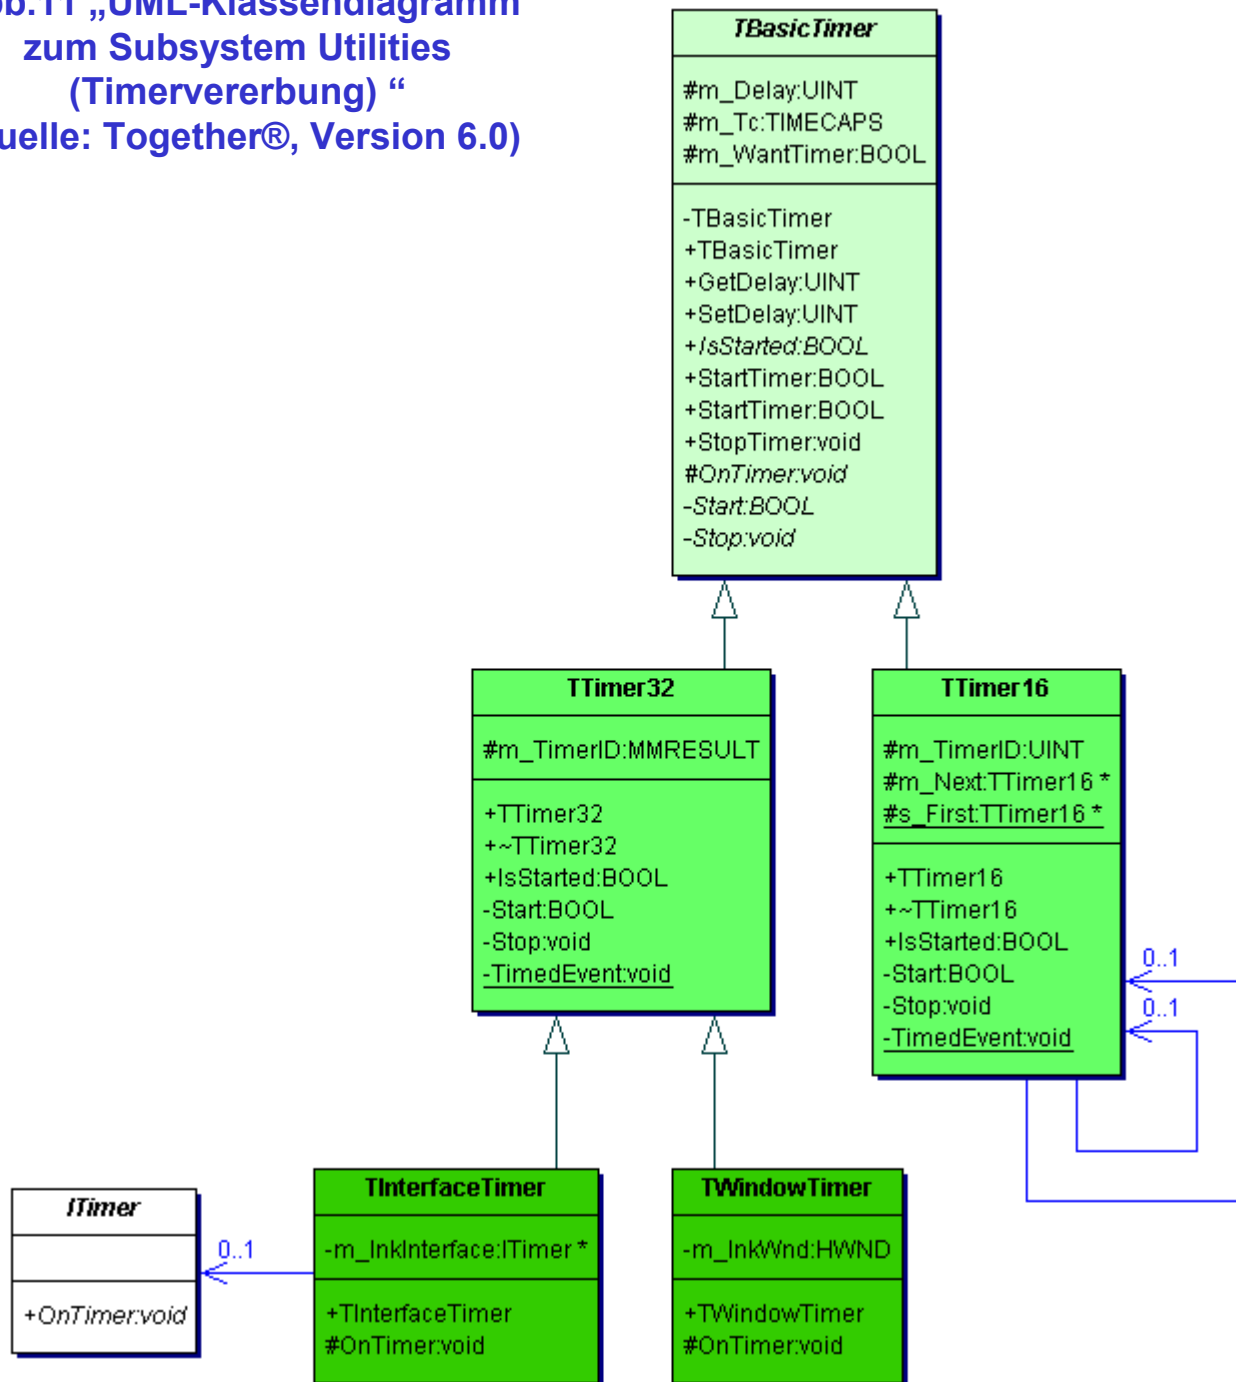 bb.11 „UML-Klassendiagramm
zum Subsystem Utilities
(Timervererbung) “
uelle: Together®, Version 6.0)
TBasicTimer
#m_Delay:UINT
#m_Tc:TIMECAPS
#m_WantTimer:BOOL
-TBasicTimer
+TBasicTimer
+GetDelay:UINT
+SetDelay:UINT
+IsStarted:BOOL
+StartTimer:BOOL
+StartTimer:BOOL
+StopTimer:void
#OnTimer:void
-Start:BOOL
-Stop:void
TTimer32
#m_TimerID:MMRESULT
+TTimer32
+~TTimer32
+IsStarted:BOOL
-Start:BOOL
-Stop:void
-TimedEvent:void
TTimer16
#m_TimerID:UINT
#m_Next:TTimer16 *
#s_First:TTimer16 *
+TTimer16
+~TTimer16
+IsStarted:BOOL
-Start:BOOL
-Stop:void
-TimedEvent:void
0..1
0..1
ITimer
+OnTimer:void
0..1
TInterfaceTimer
-m_lnkInterface:ITimer *
+TInterfaceTimer
#OnTimer:void
TWindowTimer
-m_lnkWnd:HWND
+TWindowTimer
#OnTimer:void